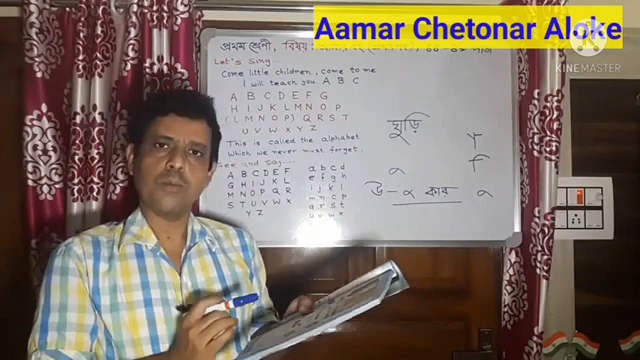 Aamar Chetonar Aloke
KINEMASTER
প্রথম শ্রেণী, বিষয় :
Let's sing:
Come little children, come to me
I will teach you A B C
A B C D E F G
H I J K L M N O P
(L M N O P) Q R S T
U V W X Y Z
This is called the alphabet
Which we never must forget.
See and say....
A B C D E F
G H I J K L
M N O P Q R
S T U V W X
Y Z
a b c d
e f g h
i j k l
m n o p
q r s t
u v w x
ঘুড়ি
উ - ু কার